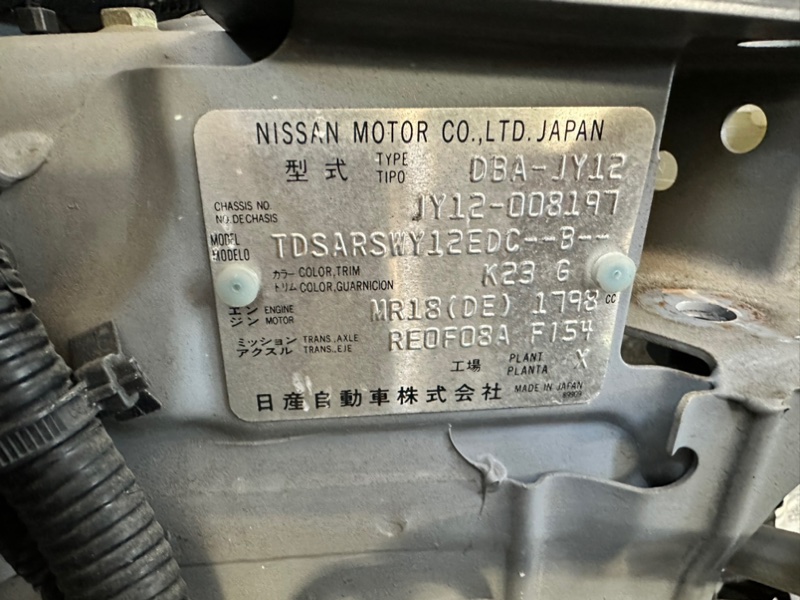 NISSAN MOTOR CO.,LTD. JAPAN
型式 TYPE TIPO DBA-JY12
CHASSIS NO. NO. DE CHASIS JY12-008197
MODEL MODELO TDSARSWY12EDC--B--
カラー COLOR, TRIM トリム COLOR, GUARNICION K23 G
エンジン ENGINE MOTOR MR18(DE) 1798 CC
ミッション TRANS., AXLE アクスル TRANS., EJE RE0F08A F154
工場 PLANT PLANTA X
日産自動車株式会社 MADE IN JAPAN